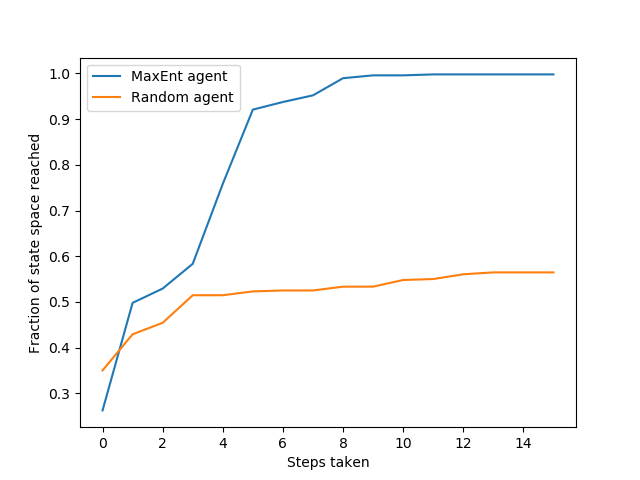 MaxEnt agent
Random agent
Fraction of state space reached
1.0
0.9
0.8
0.7
0.6
0.5
0.4
0.3
0 2 4 6 8 10 12 14
Steps taken